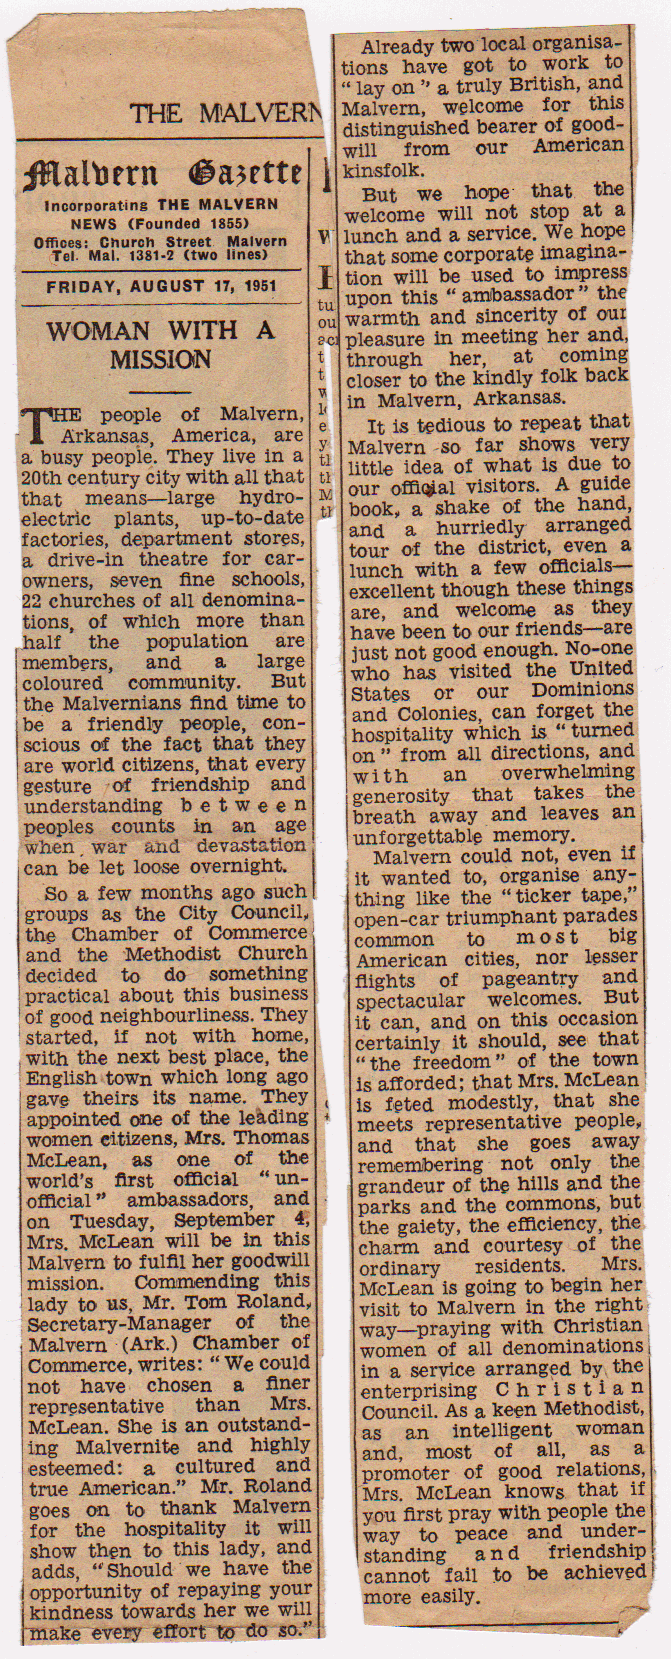 THE MALVERN
Malvern Gazette
Incorporating THE MALVERN
NEWS (Founded 1855)
Offices: Church Street Malvern
Tel. Mal. 1381-2 (two lines)
FRIDAY, AUGUST 17, 1951
WOMAN WITH A
MISSION
THE people of Malvern,
Arkansas, America, are
a busy people. They live in a
20th century city with all that
that means—large hydro-
electric plants, up-to-date
factories, department stores,
a drive-in theatre for car-
owners, seven fine schools,
22 churches of all denomina-
tions, of which more than
half the population are
members, and a large
coloured community. But
the Malvernians find time to
be a friendly people, con-
scious of the fact that they
are world citizens, that every
gesture of friendship and
understanding between
peoples counts in an age
when war and devastation
can be let loose overnight.
So a few months ago such
groups as the City Council,
the Chamber of Commerce
and the Methodist Church
decided to do something
practical about this business
of good neighbourliness. They
started, if not with home,
with the next best place, the
English town which long ago
gave theirs its name. They
appointed one of the leading
women citizens, Mrs. Thomas
McLean, as one of the
world's first official "un-
official" ambassadors, and
on Tuesday, September 4,
Mrs. McLean will be in this
Malvern to fulfil her goodwill
mission. Commending this
lady to us, Mr. Tom Roland,
Secretary-Manager of the
Malvern (Ark.) Chamber of
Commerce, writes: "We could
not have chosen a finer
representative than Mrs.
McLean. She is an outstand-
ing Malvernite and highly
esteemed: a cultured and
true American." Mr. Roland
goes on to thank Malvern
for the hospitality it will
show then to this lady, and
adds, "Should we have the
opportunity of repaying your
kindness towards her we will
make every effort to do so."
Already two local organisa-
tions have got to work to
"lay on" a truly British, and
Malvern, welcome for this
distinguished bearer of good-
will from our American
kinsfolk.
But we hope that the
welcome will not stop at a
lunch and a service. We hope
that some corporate imagina-
tion will be used to impress
upon this "ambassador" the
warmth and sincerity of our
pleasure in meeting her and,
through her, at coming
closer to the kindly folk back
in Malvern, Arkansas.
It is tedious to repeat that
Malvern so far shows very
little idea of what is due to
our official visitors. A guide
book, a shake of the hand,
and a hurriedly arranged
tour of the district, even a
lunch with a few officials—
excellent though these things
are, and welcome as they
have been to our friends—are
just not good enough. No-one
who has visited the United
States or our Dominions
and Colonies, can forget the
hospitality which is "turned
on" from all directions, and
with an overwhelming
generosity that takes the
breath away and leaves an
unforgettable memory.
Malvern could not, even if
it wanted to, organise any-
thing like the "ticker tape,"
open-car triumphant parades
common to most big
American cities, nor lesser
flights of pageantry and
spectacular welcomes. But
it can, and on this occasion
certainly it should, see that
"the freedom" of the town
is afforded; that Mrs. McLean
is feted modestly, that she
meets representative people,
and that she goes away
remembering not only the
grandeur of the hills and the
parks and the commons, but
the gaiety, the efficiency, the
charm and courtesy of the
ordinary residents. Mrs.
McLean is going to begin her
visit to Malvern in the right
way—praying with Christian
women of all denominations
in a service arranged by the
enterprising Christian
Council. As a keen Methodist,
as an intelligent woman
and, most of all, as a
promoter of good relations,
Mrs. McLean knows that if
you first pray with people the
way to peace and under-
standing and friendship
cannot fail to be achieved
more easily.